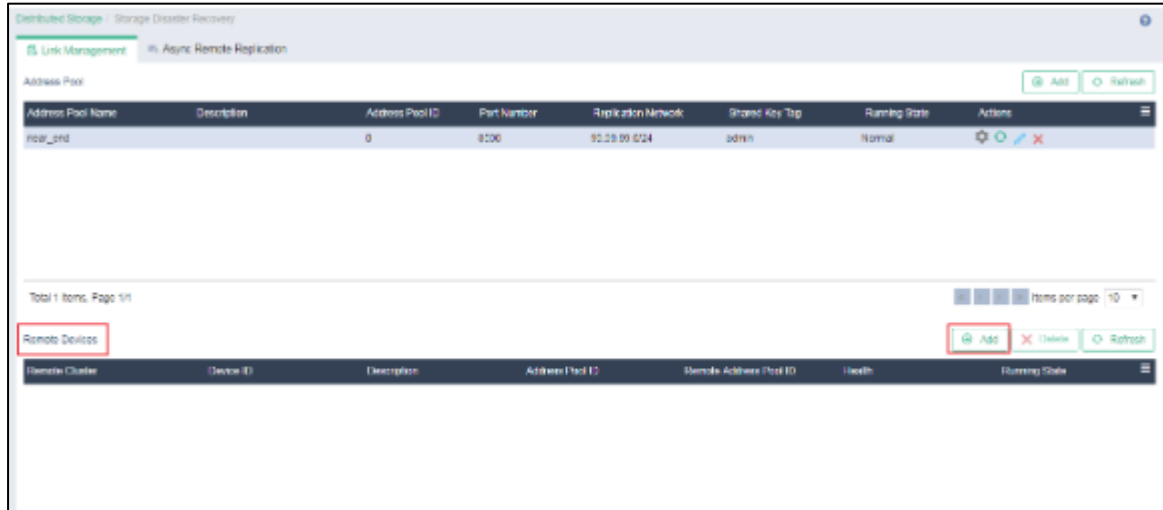 Distributed Storage / Storage Disaster Recovery
Link Management Async Remote Replication
Address Pool Add Refresh
Address Pool Name Description Address Pool ID Port Number Replication Network Shared Key Tag Running State Actions
near_end 0 admin Normal
Total 1 Items, Page 1/1 Items per page 10
Remote Devices Add Delete Refresh
Remote Cluster Device ID Description Address Pool ID Remote Address Pool ID Health Running State